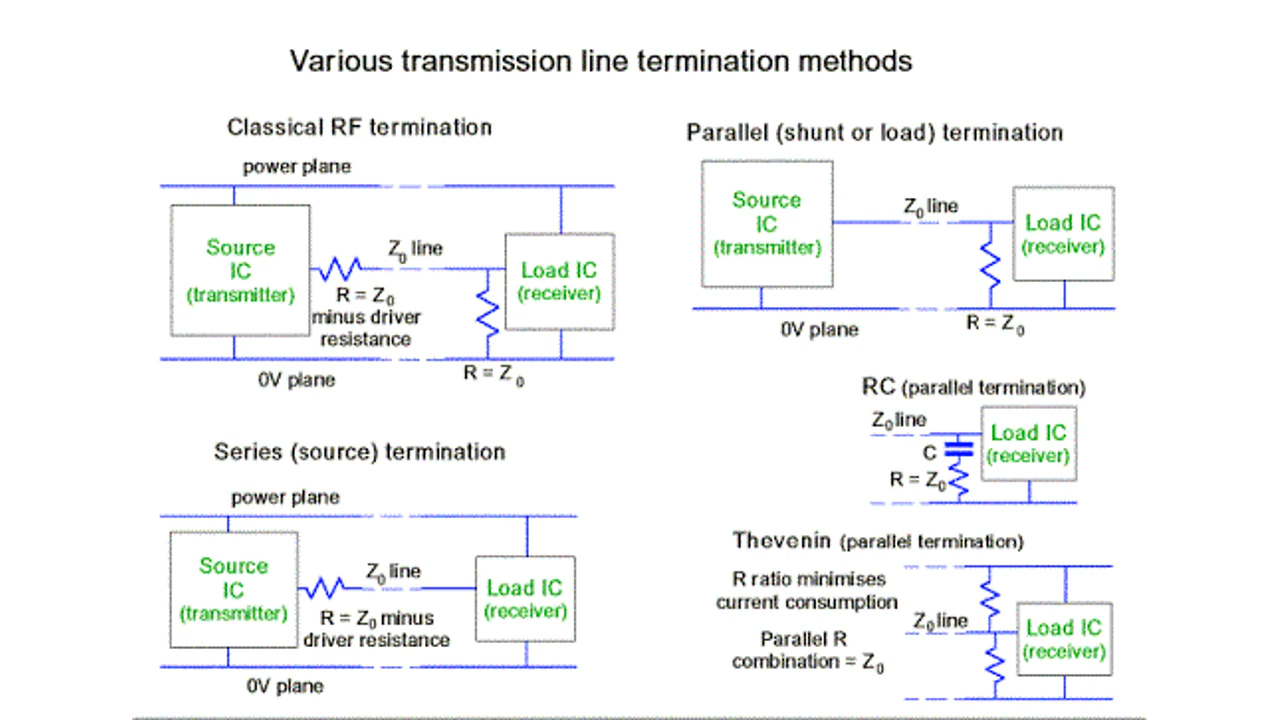 Various transmission line termination methods
Classical RF termination
power plane
Source
IC
(transmitter)
Z0 line
R = Z0
minus driver
resistance
Load IC
(receiver)
0V plane
R = Z0
Series (source) termination
power plane
Source
IC
(transmitter)
Z0 line
R = Z0 minus
driver resistance
Load IC
(receiver)
0V plane
Parallel (shunt or load) termination
Source
IC
(transmitter)
Z0 line
Load IC
(receiver)
0V plane
R = Z0
RC (parallel termination)
Z0 line
C
R = Z0
Load IC
(receiver)
Thevenin (parallel termination)
R ratio minimises
current consumption
Z0 line
Parallel R
combination = Z0
Load IC
(receiver)